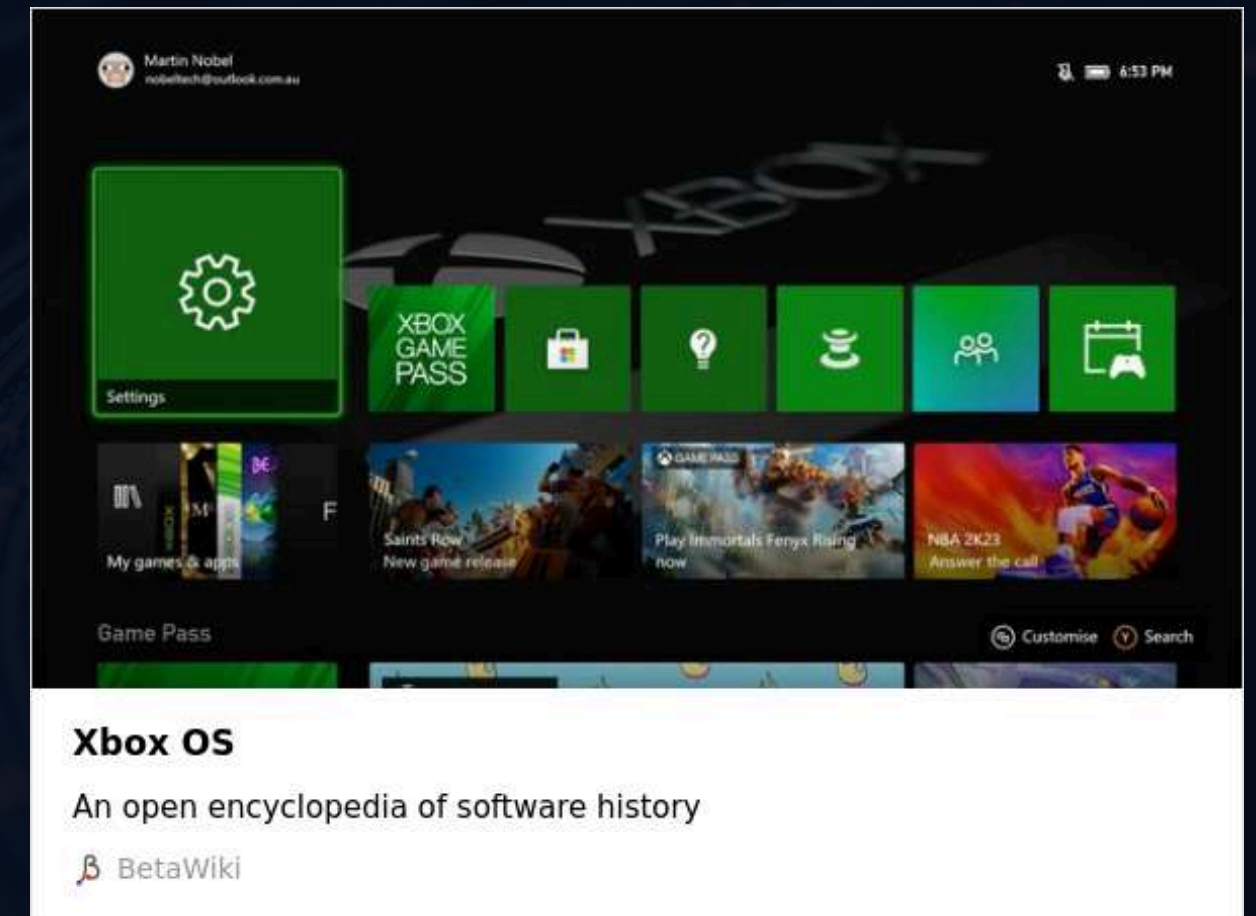 Martin Nobel
nobeltech@outlook.com.au
6:53 PM
XBOX
Settings
XBOX
GAME
PASS
My games & apps
F
Saints Row
New game release
GAME PASS
Play Immortals Fenyx Rising
now
NBA 2K23
Answer the call
Game Pass
Customise
Y Search
Xbox OS
An open encyclopedia of software history
BetaWiki